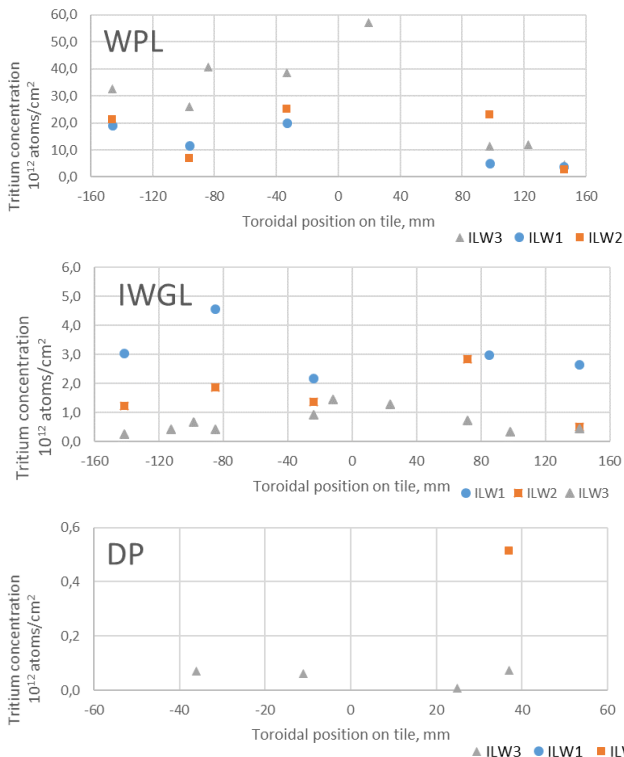 WPL
Tritium concentration
10¹² atoms/cm²
60,0
50,0
40,0
30,0
20,0
10,0
0,0
-160 -120 -80 -40 0 40 80 120 160
Toroidal position on tile, mm
ILW3 ILW1 ILW2
IWGL
Tritium concentration
10¹² atoms/cm²
6,0
5,0
4,0
3,0
2,0
1,0
0,0
-160 -120 -80 -40 0 40 80 120 160
Toroidal position on tile, mm
ILW1 ILW2 ILW3
DP
Tritium concentration
10¹² atoms/cm²
0,6
0,4
0,2
0,0
-60 -40 -20 0 20 40 60
Toroidal position on tile, mm
ILW3 ILW1